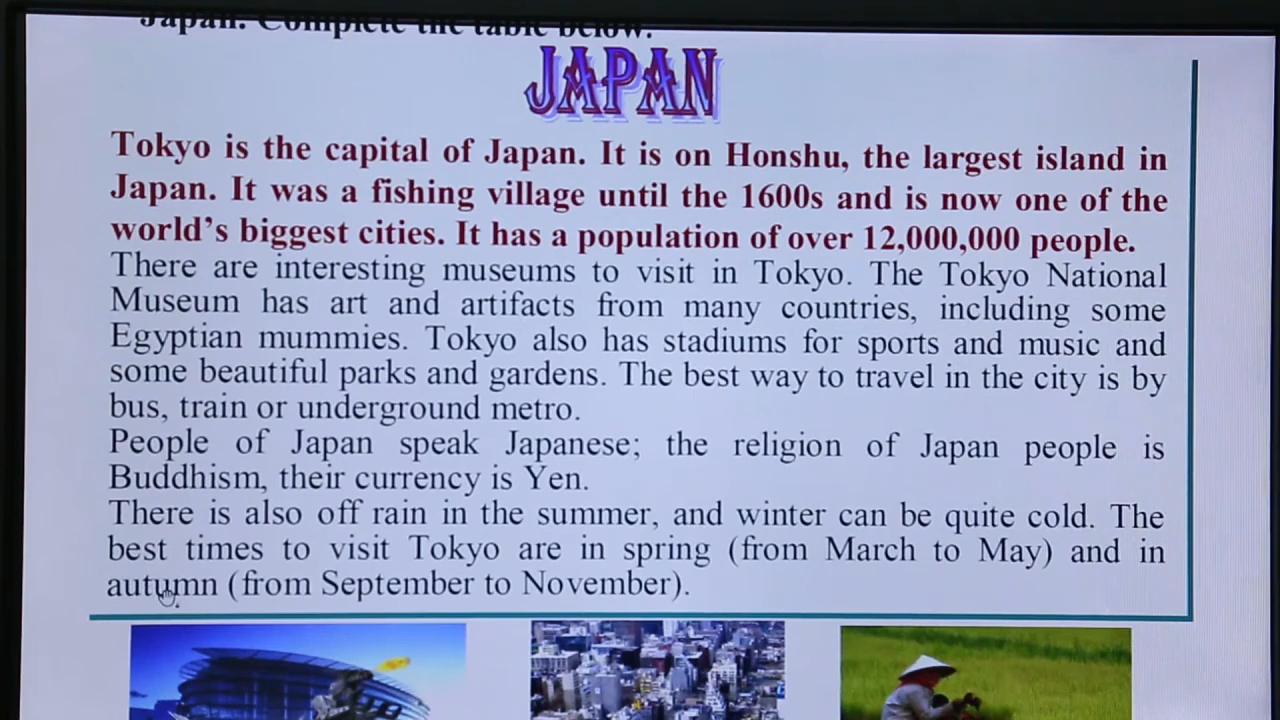 Japan. Complete the table below.
JAPAN
Tokyo is the capital of Japan. It is on Honshu, the largest island in
Japan. It was a fishing village until the 1600s and is now one of the
world's biggest cities. It has a population of over 12,000,000 people.
There are interesting museums to visit in Tokyo. The Tokyo National
Museum has art and artifacts from many countries, including some
Egyptian mummies. Tokyo also has stadiums for sports and music and
some beautiful parks and gardens. The best way to travel in the city is by
bus, train or underground metro.
People of Japan speak Japanese; the religion of Japan people is
Buddhism, their currency is Yen.
There is also off rain in the summer, and winter can be quite cold. The
best times to visit Tokyo are in spring (from March to May) and in
autumn (from September to November).